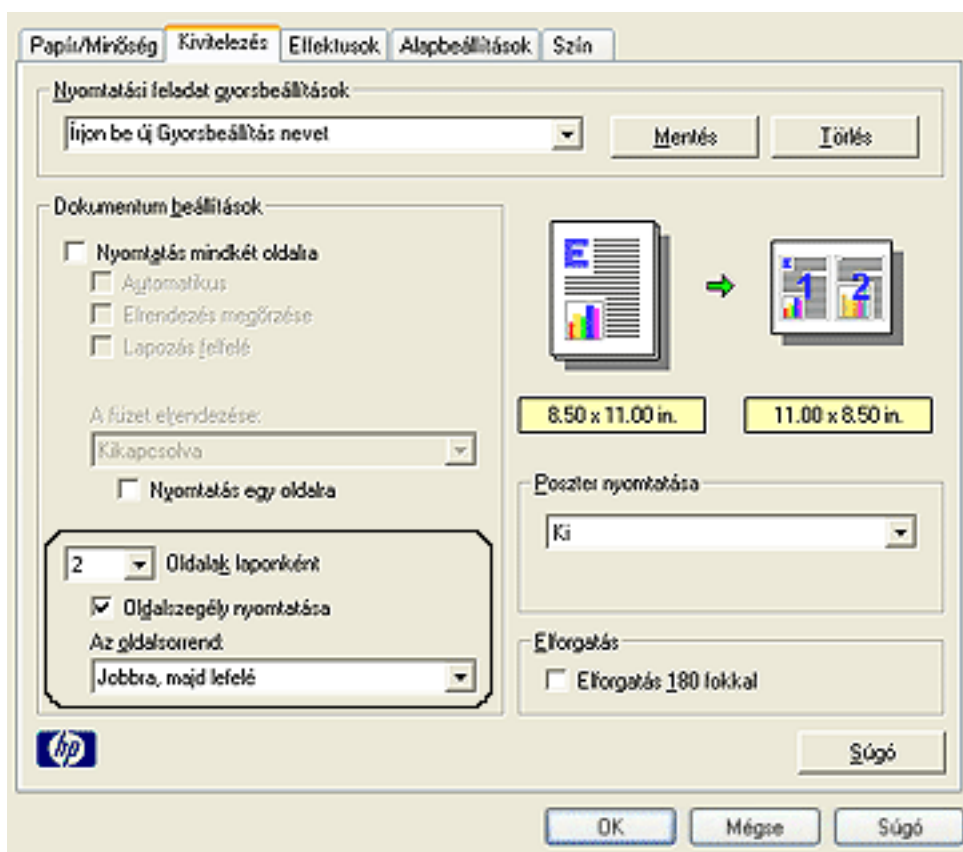 Papír/Minőség Kivitelezés Effektusok Alapbeállítások Szín
Nyomtatási feladat gyorsbeállítások
Írjon be új Gyorsbeállítás nevet Mentés Törlés
Dokumentum beállítások
Nyomtatás mindkét oldalra
Automatikus
Elrendezés megőrzése
Lapozás felfelé
A füzet elrendezése:
Kikapcsolva
Nyomtatás egy oldalra
2 Oldalak laponként
Oldalszegély nyomtatása
Az oldalsorrend:
Jobbra, majd lefelé
E
1 2
8.50 x 11.00 in. 11.00 x 8.50 in.
Poszter nyomtatása
Ki
Elforgatás
Elforgatás 180 fokkal
hp
Súgó
OK Mégse Súgó